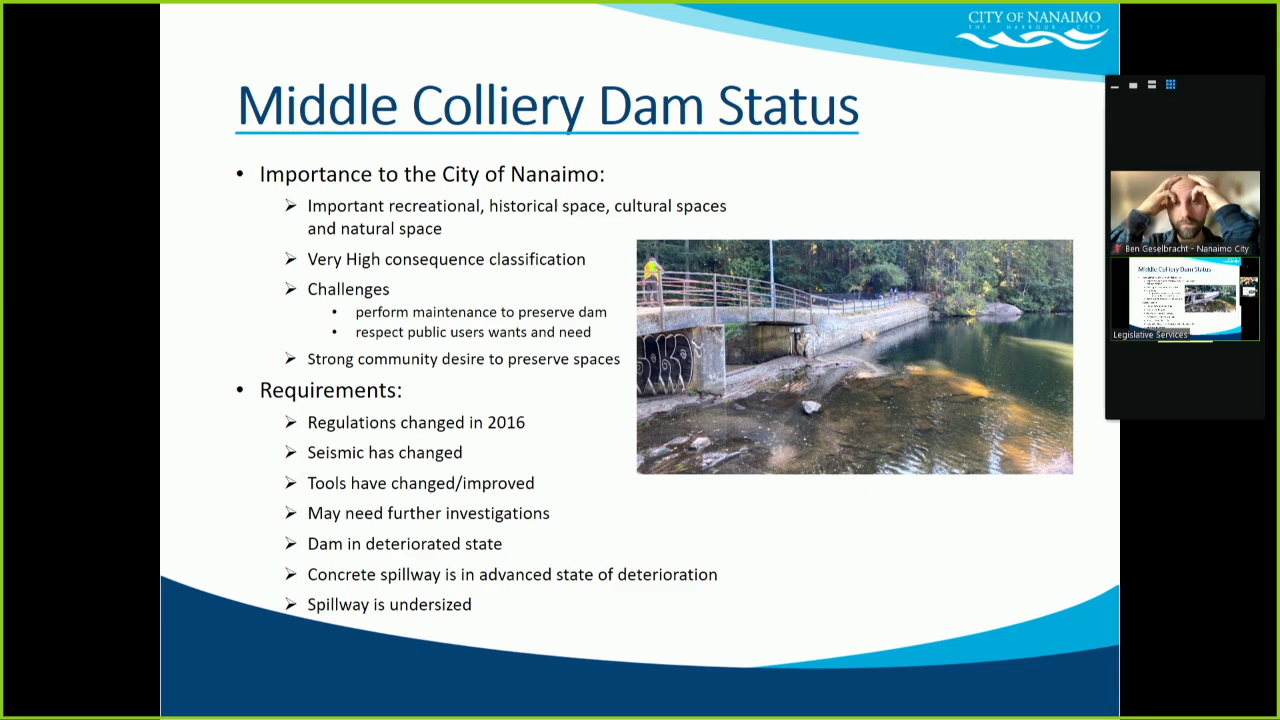 CITY OF NANAIMO
THE HARBOUR CITY
Middle Colliery Dam Status
• Importance to the City of Nanaimo:
➢ Important recreational, historical space, cultural spaces
and natural space
➢ Very High consequence classification
➢ Challenges
• perform maintenance to preserve dam
• respect public users wants and need
➢ Strong community desire to preserve spaces
• Requirements:
➢ Regulations changed in 2016
➢ Seismic has changed
➢ Tools have changed/improved
➢ May need further investigations
➢ Dam in deteriorated state
➢ Concrete spillway is in advanced state of deterioration
➢ Spillway is undersized
Ben Geselbracht - Nanaimo City
Middle Colliery Dam Status
Legislative Services